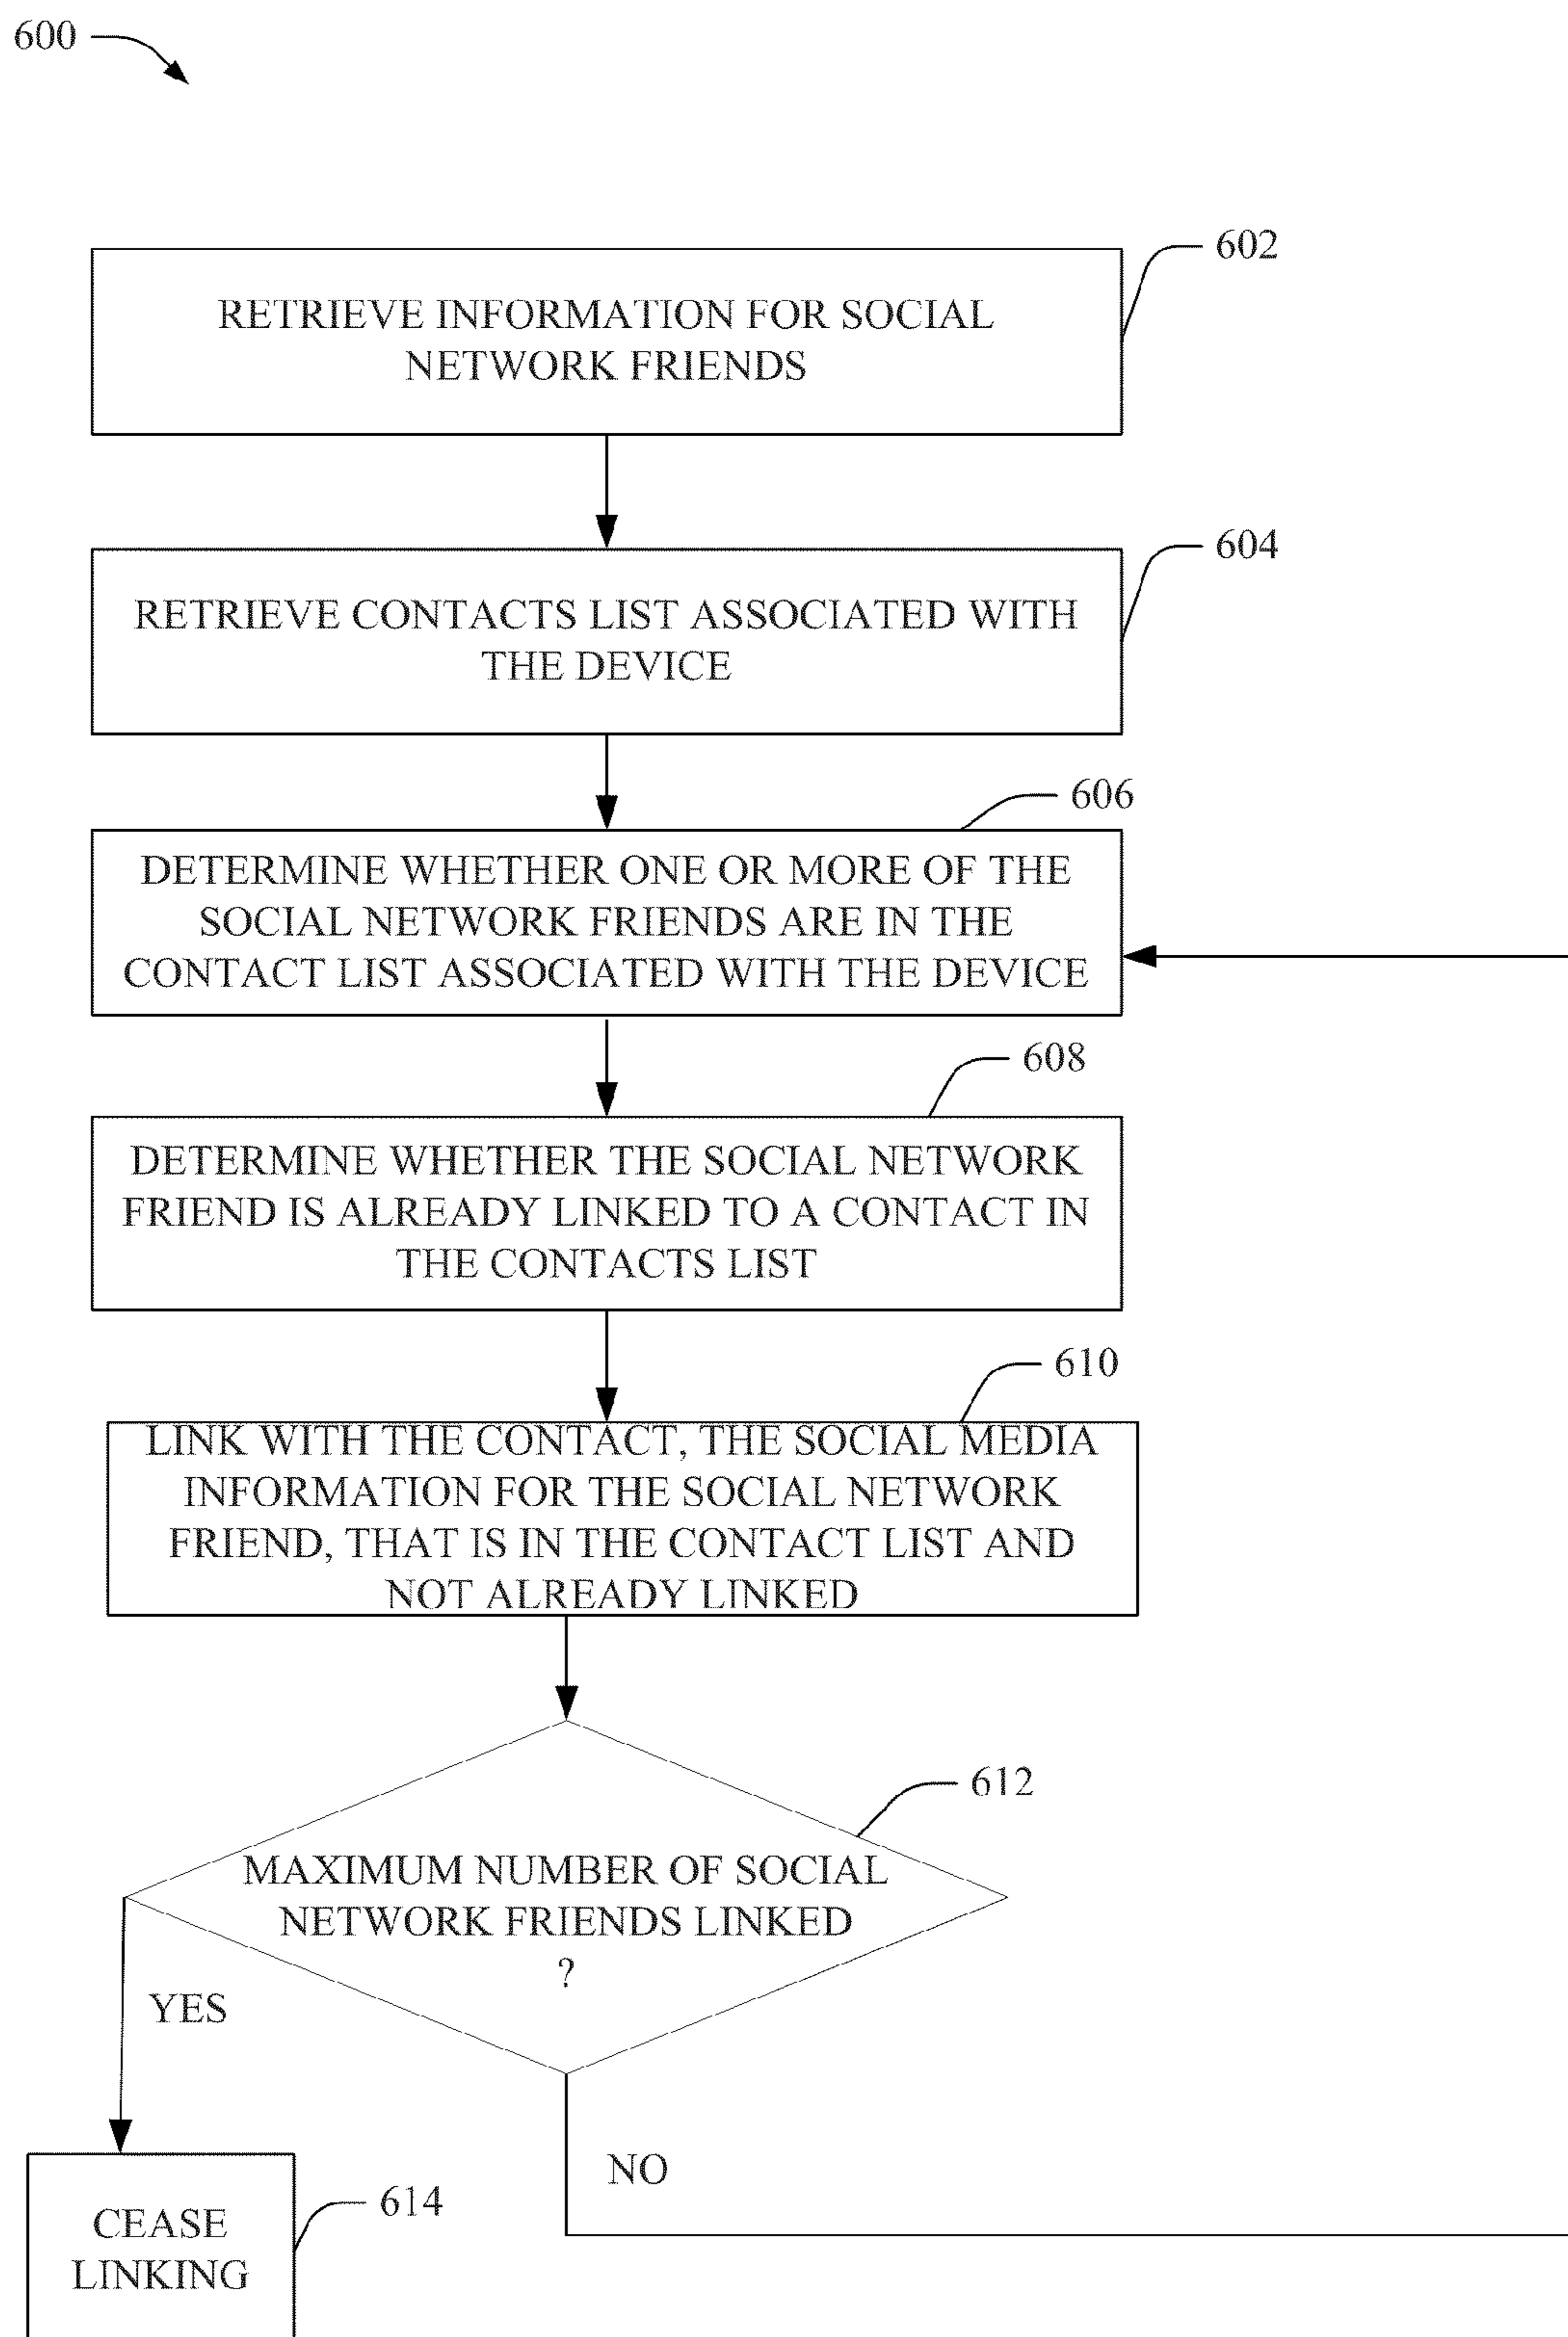 600
602
RETRIEVE INFORMATION FOR SOCIAL
NETWORK FRIENDS
604
RETRIEVE CONTACTS LIST ASSOCIATED WITH
THE DEVICE
606
DETERMINE WHETHER ONE OR MORE OF THE
SOCIAL NETWORK FRIENDS ARE IN THE
CONTACT LIST ASSOCIATED WITH THE DEVICE
608
DETERMINE WHETHER THE SOCIAL NETWORK
FRIEND IS ALREADY LINKED TO A CONTACT IN
THE CONTACTS LIST
610
LINK WITH THE CONTACT, THE SOCIAL MEDIA
INFORMATION FOR THE SOCIAL NETWORK
FRIEND, THAT IS IN THE CONTACT LIST AND
NOT ALREADY LINKED
612
MAXIMUM NUMBER OF SOCIAL
NETWORK FRIENDS LINKED
?
YES
NO
614
CEASE
LINKING